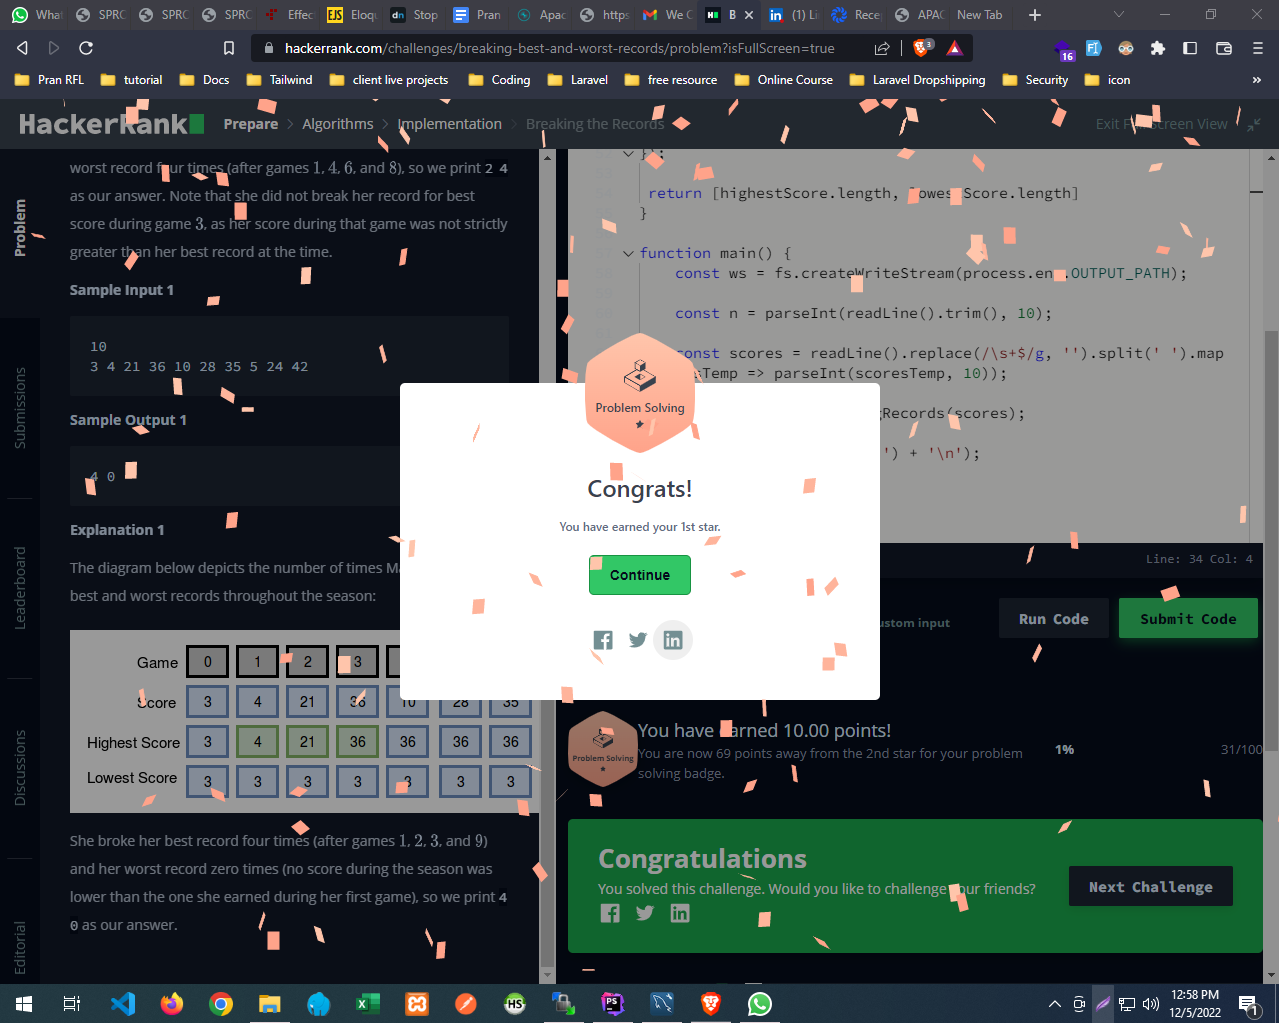 What
SPRC
SPRC
SPRC
Effect
EJS
Eloq
dn
Stop
Pran
Apac
https
We C
B
(1) Li
Rece
APAC
New Tab
hackerrank.com/challenges/breaking-best-and-worst-records/problem?isFullScreen=true
3
16
Pran RFL
tutorial
Docs
Tailwind
client live projects
Coding
Laravel
free resource
Online Course
Laravel Dropshipping
Security
icon
»
HackerRank
Prepare
Algorithms
Implementation
Breaking the Records
Exit Full Screen View
Problem
Submissions
Leaderboard
Discussions
Editorial
worst record four times (after games 1, 4, 6, and 8), so we print 2 4
as our answer. Note that she did not break her record for best
score during game 3, as her score during that game was not strictly
greater than her best record at the time.
Sample Input 1
10
3 4 21 36 10 28 35 5 24 42
Sample Output 1
4 0
Explanation 1
The diagram below depicts the number of times
best and worst records throughout the season:
Game 0 1 2 3
Score 3 4 21 36 10 28 35
Highest Score 3 4 21 36 36 36 36
Lowest Score 3 3 3 3 3 3 3
She broke her best record four times (after games 1, 2, 3, and 9)
and her worst record zero times (no score during the season was
lower than the one she earned during her first game), so we print 4
0 as our answer.
});
return [highestScore.length, lowestScore.length]
}
function main() {
const ws = fs.createWriteStream(process.env.OUTPUT_PATH);
const n = parseInt(readLine().trim(), 10);
const scores = readLine().replace(/\s+$/g, '').split(' ').map
Temp => parseInt(scoresTemp, 10));
Records(scores);
') + '\n');
Line: 34 Col: 4
Problem Solving
Congrats!
You have earned your 1st star.
Continue
custom input
Run Code
Submit Code
Problem Solving
You have earned 10.00 points!
You are now 69 points away from the 2nd star for your problem
solving badge.
1%
31/100
Congratulations
You solved this challenge. Would you like to challenge your friends?
Next Challenge
HS
PS
12:58 PM
12/5/2022
1